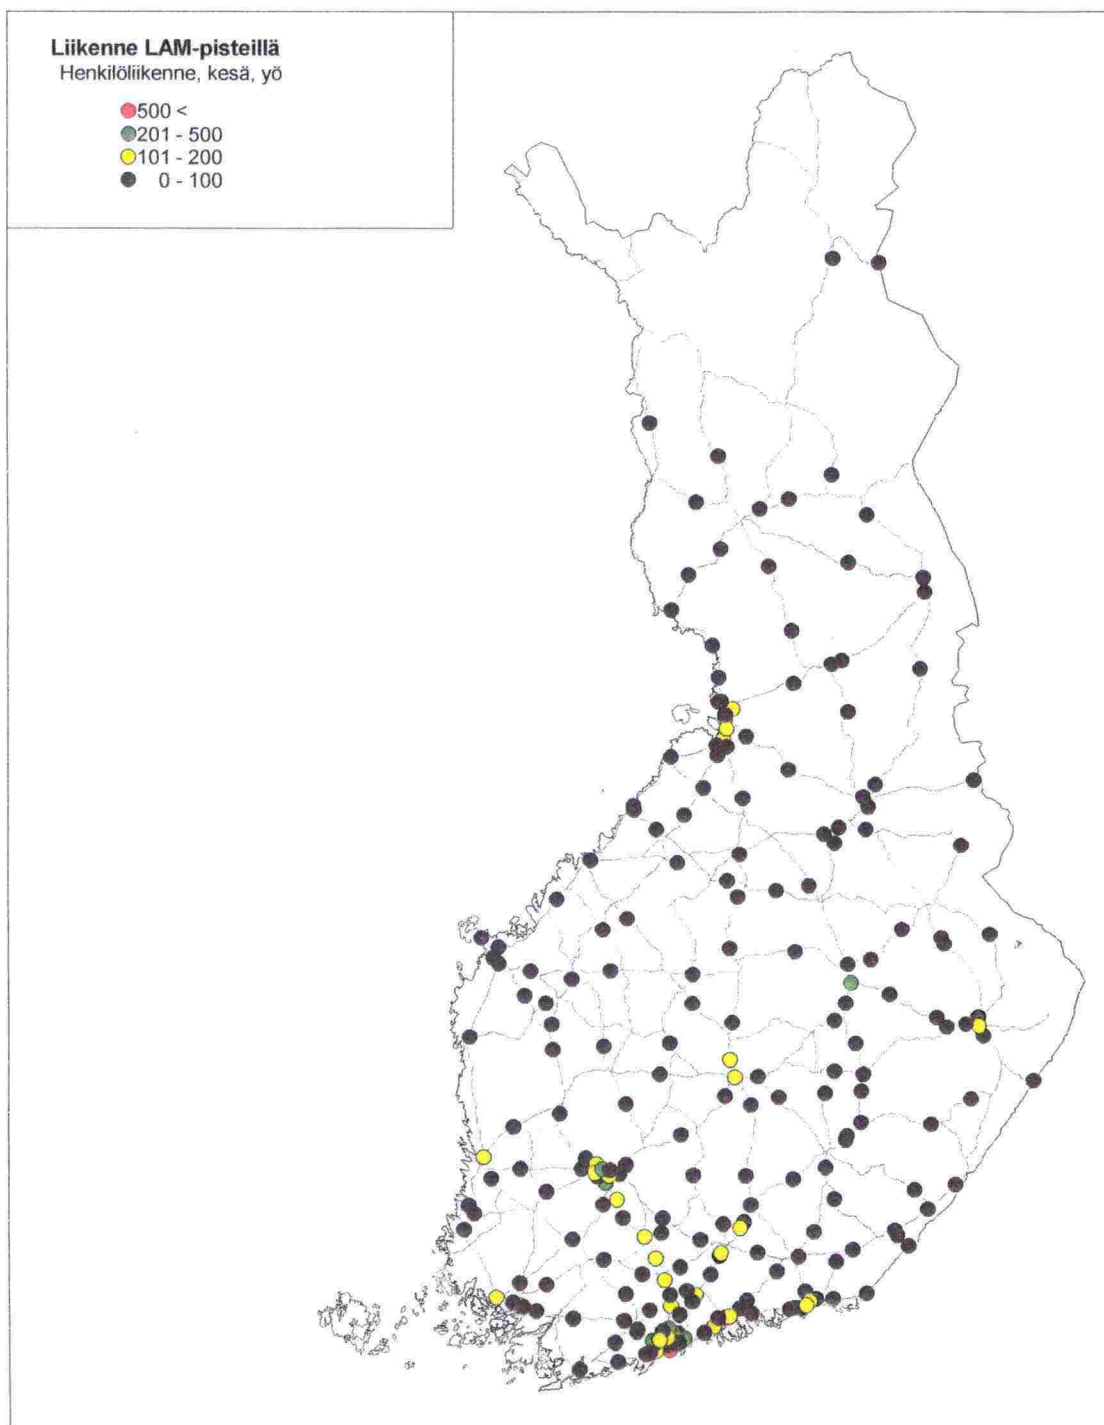 Liikenne LAM-pisteillä
Henkilöliikenne, kesä, yö
500 <
201 - 500
101 - 200
0 - 100